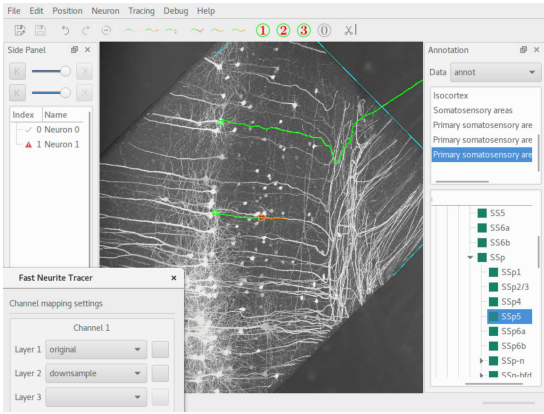 File Edit Position Neuron Tracing Debug Help
1 2 3 0
Side Panel
Index Name
0 Neuron 0
1 Neuron 1
Fast Neurite Tracer
Channel mapping settings
Channel 1
Layer 1 original
Layer 2 downsample
Layer 3
Annotation
Data annot
Isocortex
Somatosensory areas
Primary somatosensory are
Primary somatosensory are
Primary somatosensory are
SS5
SS6a
SS6b
SSp
SSp1
SSp2/3
SSp4
SSp5
SSp6a
SSp6b
SSp-n
SSp-bfd